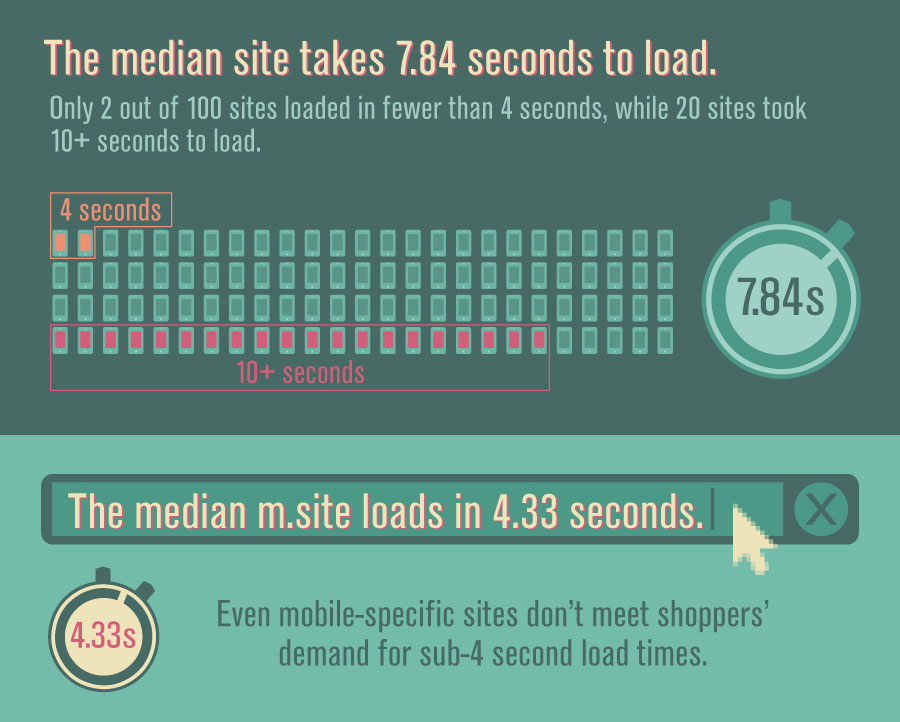 The median site takes 7.84 seconds to load.
Only 2 out of 100 sites loaded in fewer than 4 seconds, while 20 sites took
10+ seconds to load.
4 seconds
7.84s
10+ seconds
The median m.site loads in 4.33 seconds.
X
4.33s
Even mobile-specific sites don't meet shoppers'
demand for sub-4 second load times.